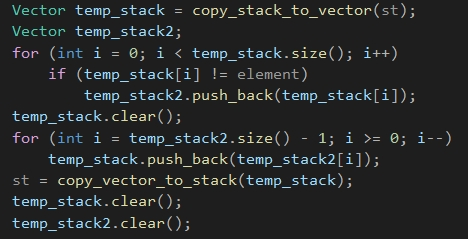 Vector temp_stack = copy_stack_to_vector(st);
Vector temp_stack2;
for (int i = 0; i < temp_stack.size(); i++)
    if (temp_stack[i] != element)
        temp_stack2.push_back(temp_stack[i]);
temp_stack.clear();
for (int i = temp_stack2.size() - 1; i >= 0; i--)
    temp_stack.push_back(temp_stack2[i]);
st = copy_vector_to_stack(temp_stack);
temp_stack.clear();
temp_stack2.clear();